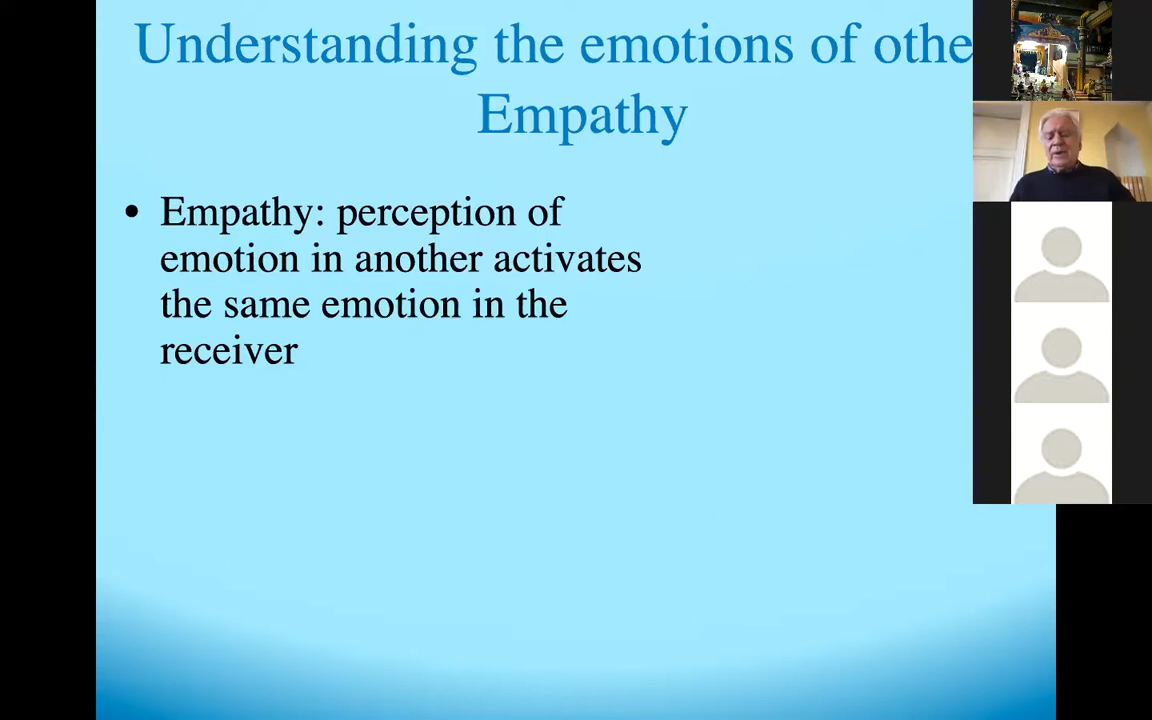 Understanding the emotions of othe
Empathy
• Empathy: perception of
emotion in another activates
the same emotion in the
receiver